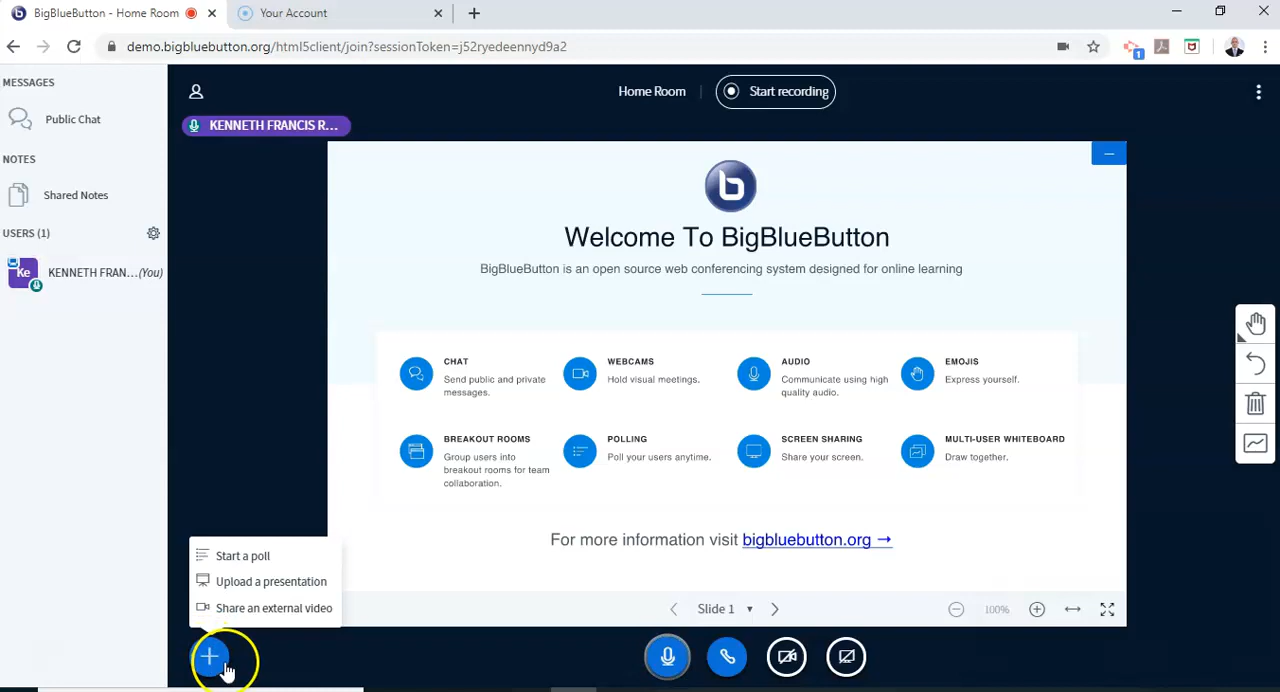 BigBlueButton - Home Room
Your Account
demo.bigbluebutton.org/html5client/join?sessionToken=j52ryedeennyd9a2
1
MESSAGES
Public Chat
NOTES
Shared Notes
USERS (1)
Ke
KENNETH FRAN... (You)
Home Room
Start recording
KENNETH FRANCIS R...
b
Welcome To BigBlueButton
BigBlueButton is an open source web conferencing system designed for online learning
CHAT
Send public and private
messages.
WEBCAMS
Hold visual meetings.
AUDIO
Communicate using high
quality audio.
EMOJIS
Express yourself.
BREAKOUT ROOMS
Group users into
breakout rooms for team
collaboration.
POLLING
Poll your users anytime.
SCREEN SHARING
Share your screen.
MULTI-USER WHITEBOARD
Draw together.
For more information visit bigbluebutton.org →
Start a poll
Upload a presentation
Share an external video
Slide 1
100%